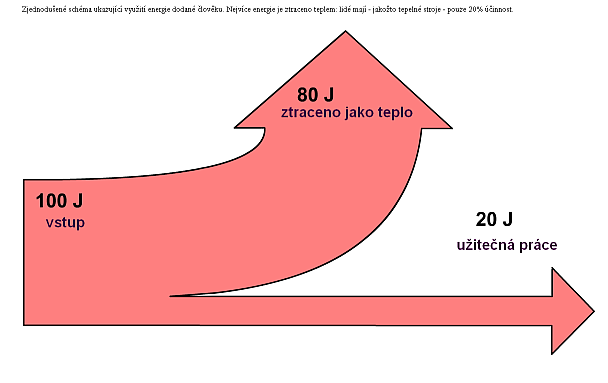 Zjednodušené schéma ukazující využití energie dodané člověku. Nejvíce energie je ztraceno teplem: lidé mají - jakožto tepelné stroje - pouze 20% účinnost.
80 J
ztraceno jako teplo
100 J
vstup
20 J
užitečná práce